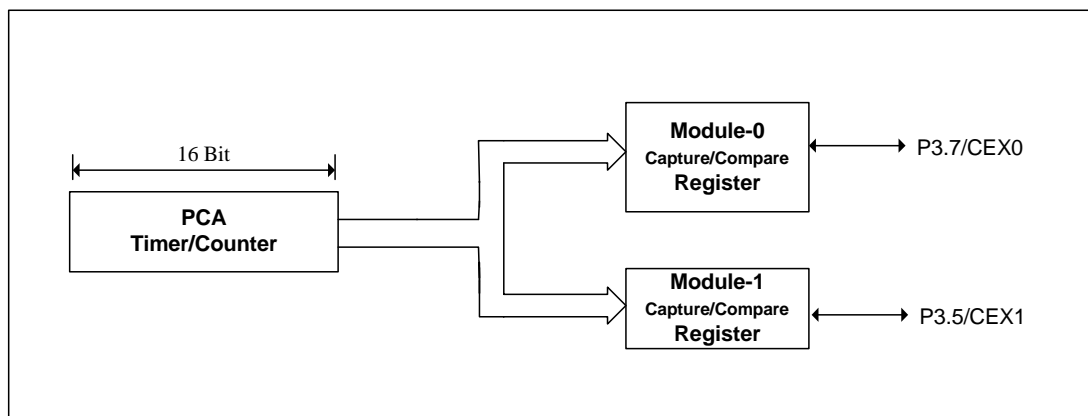 16 Bit
PCA
Timer/Counter
Module-0
Capture/Compare
Register
P3.7/CEX0
Module-1
Capture/Compare
Register
P3.5/CEX1